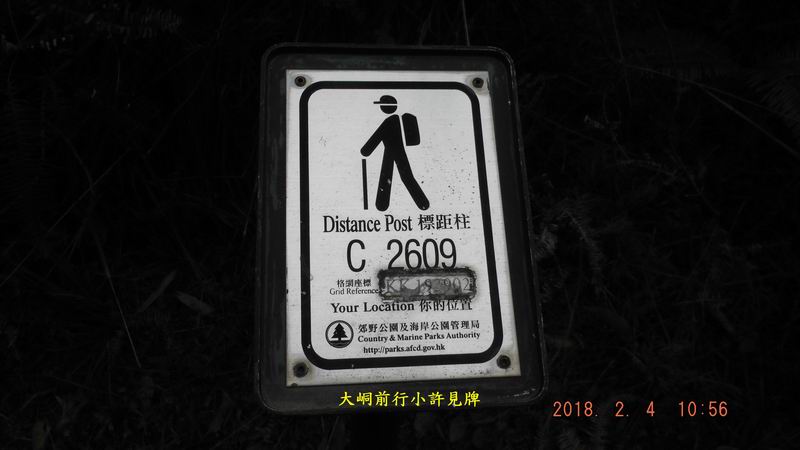 Distance Post 標距柱
C 2609
格網座標
Grid Reference
Your Location 你的位置
郊野公園及海岸公園管理局
Country & Marine Parks Authority
http://parks.afcd.gov.hk
大峒前行小許見牌
2018. 2. 4 10:56